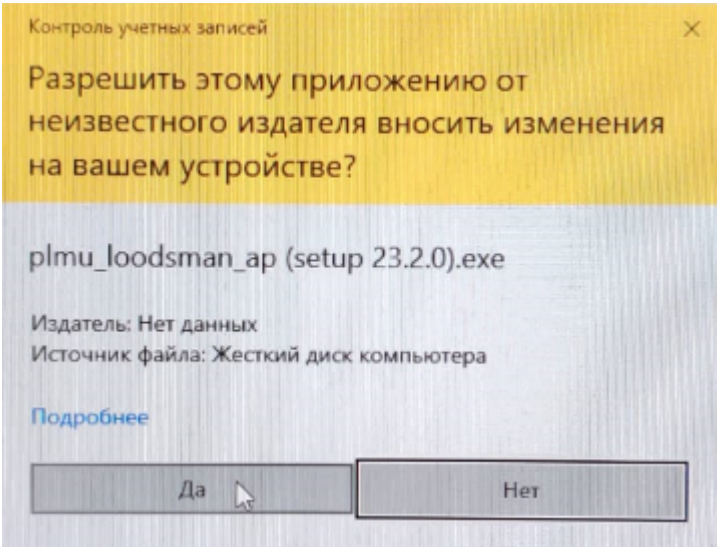 Контроль учетных записей
Разрешить этому приложению от
неизвестного издателя вносить изменения
на вашем устройстве?
plmu_loodsman_ap (setup 23.2.0).exe
Издатель: Нет данных
Источник файла: Жесткий диск компьютера
Подробнее
Да
Нет